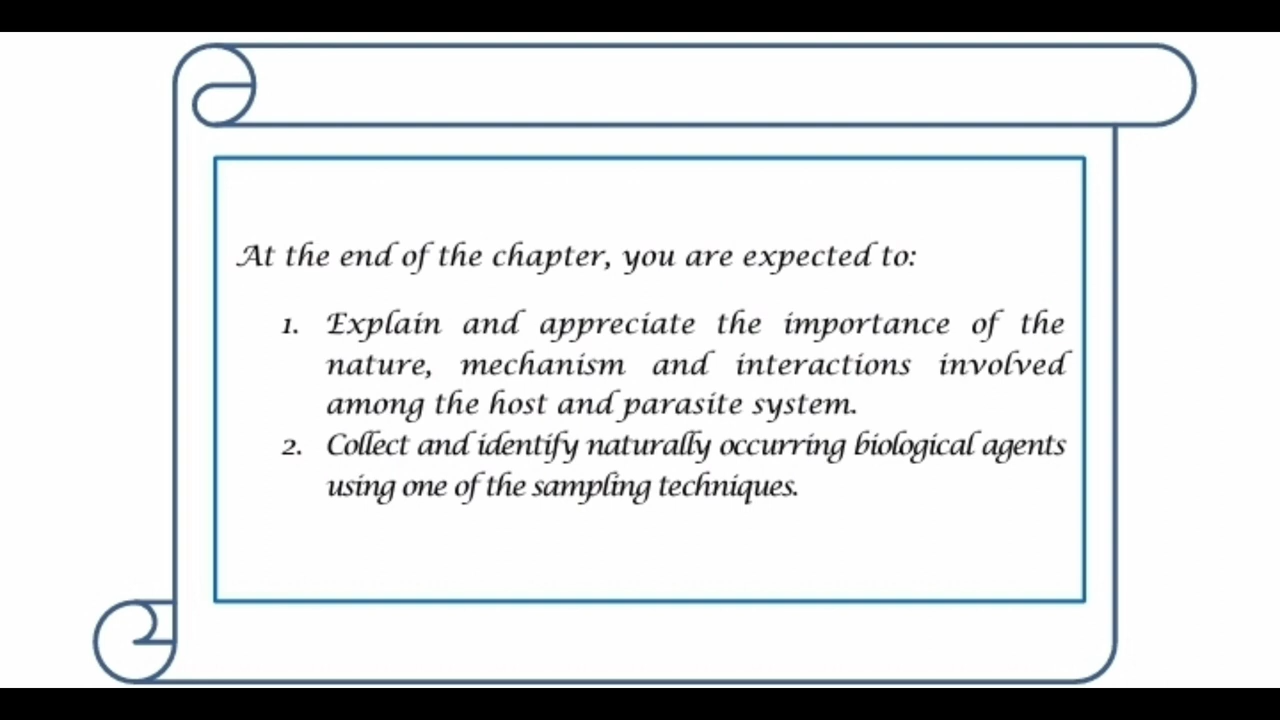 At the end of the chapter, you are expected to:
1. Explain and appreciate the importance of the
nature, mechanism and interactions involved
among the host and parasite system.
2. Collect and identify naturally occurring biological agents
using one of the sampling techniques.